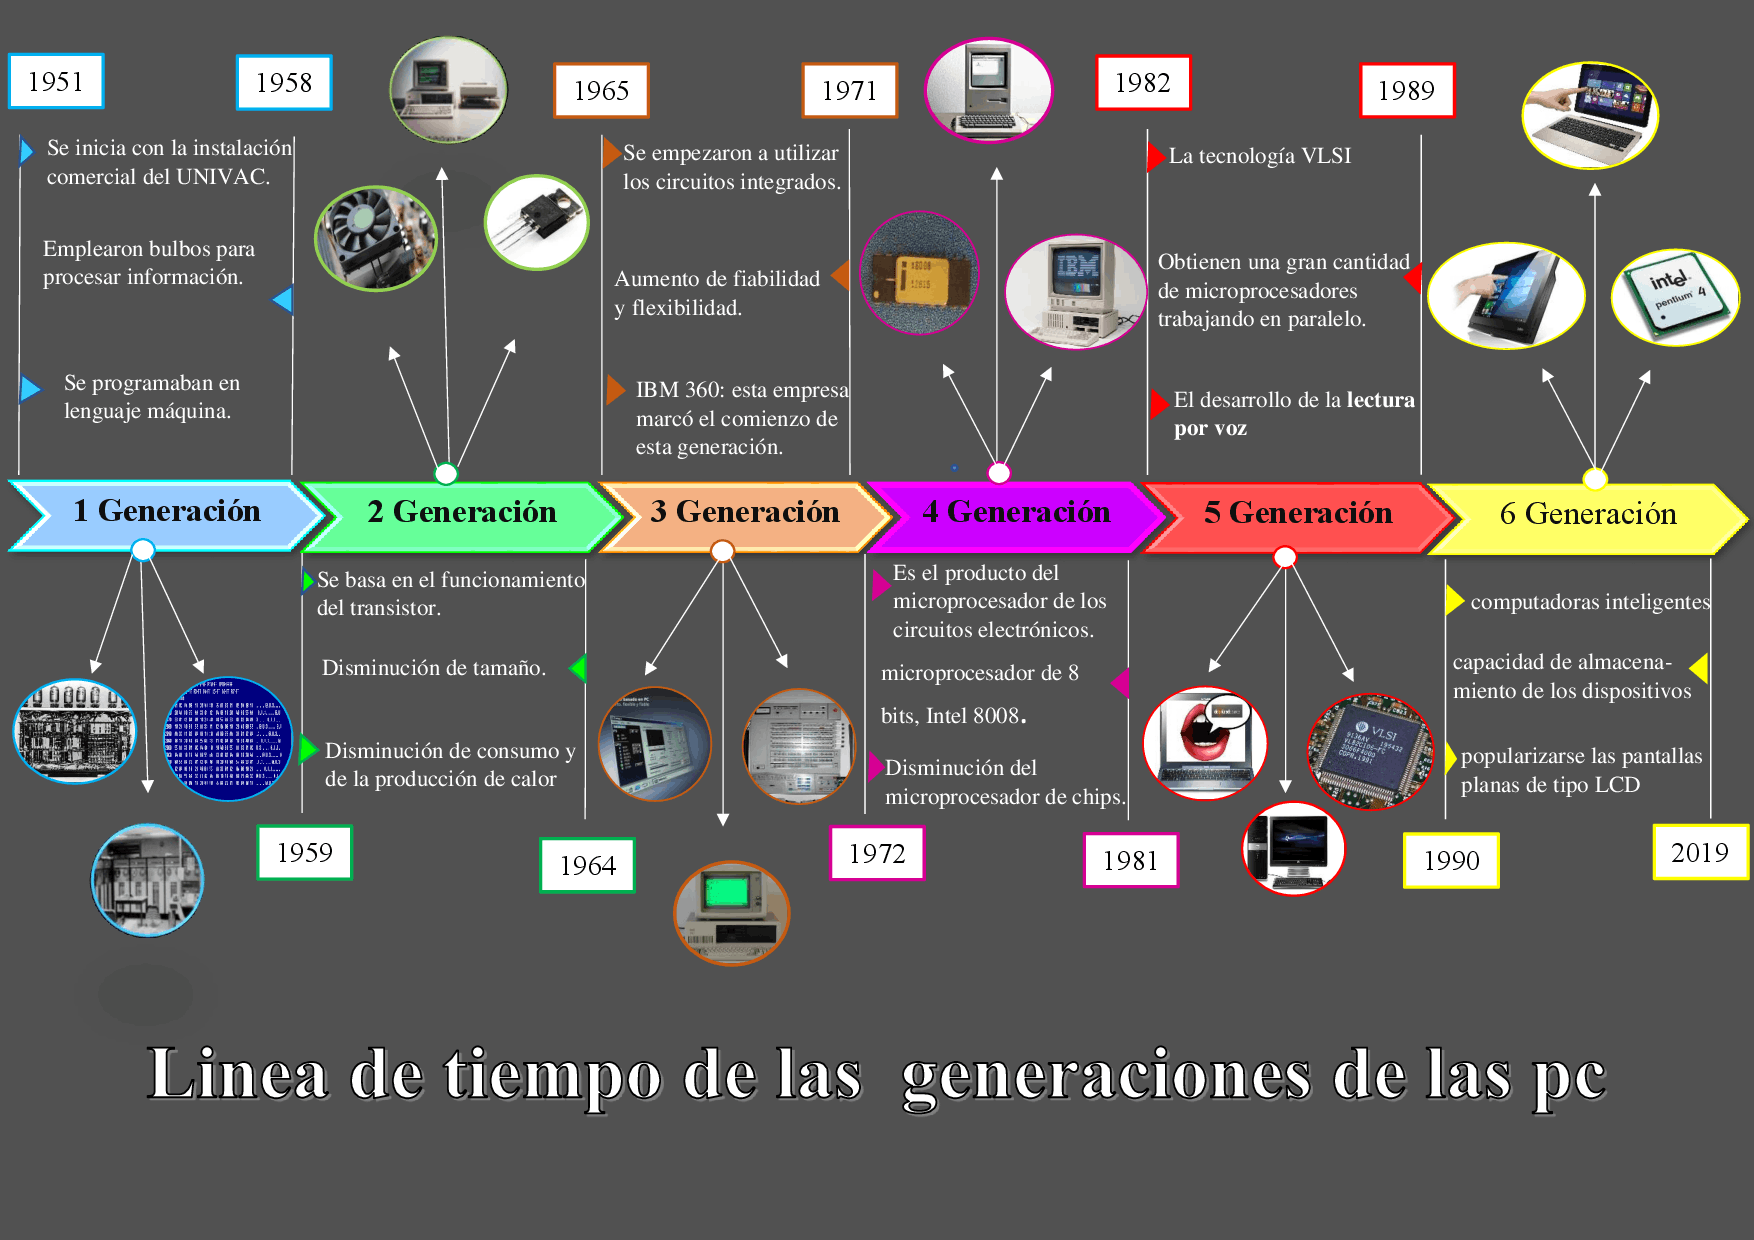 1951
1958
1965
1971
1982
1989
Se inicia con la instalación
comercial del UNIVAC.
Emplearon bulbos para
procesar información.
Se programaban en
lenguaje máquina.
Se empezaron a utilizar
los circuitos integrados.
Aumento de fiabilidad
y flexibilidad.
IBM 360: esta empresa
marcó el comienzo de
esta generación.
IBM
La tecnología VLSI
Obtienen una gran cantidad
de microprocesadores
trabajando en paralelo.
El desarrollo de la lectura
por voz
intel
pentium 4
1 Generación
2 Generación
3 Generación
4 Generación
5 Generación
6 Generación
Se basa en el funcionamiento
del transistor.
Disminución de tamaño.
Disminución de consumo y
de la producción de calor
Es el producto del
microprocesador de los
circuitos electrónicos.
microprocesador de 8
bits, Intel 8008.
Disminución del
microprocesador de chips.
VLSI
computadoras inteligentes
capacidad de almacena-
miento de los dispositivos
popularizarse las pantallas
planas de tipo LCD
1959
1964
1972
1981
1990
2019
Linea de tiempo de las generaciones de las pc